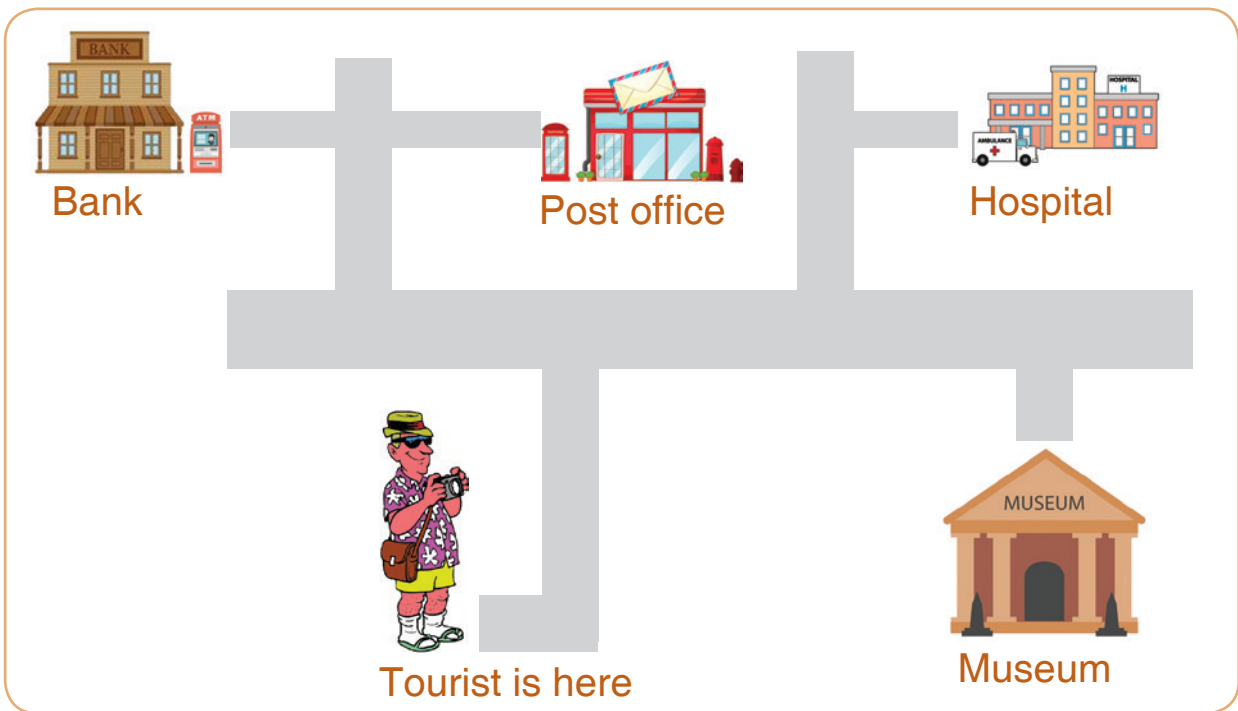 BANK
ATM
Bank
Post office
HOSPITAL
H
AMBULANCE
Hospital
Tourist is here
MUSEUM
Museum